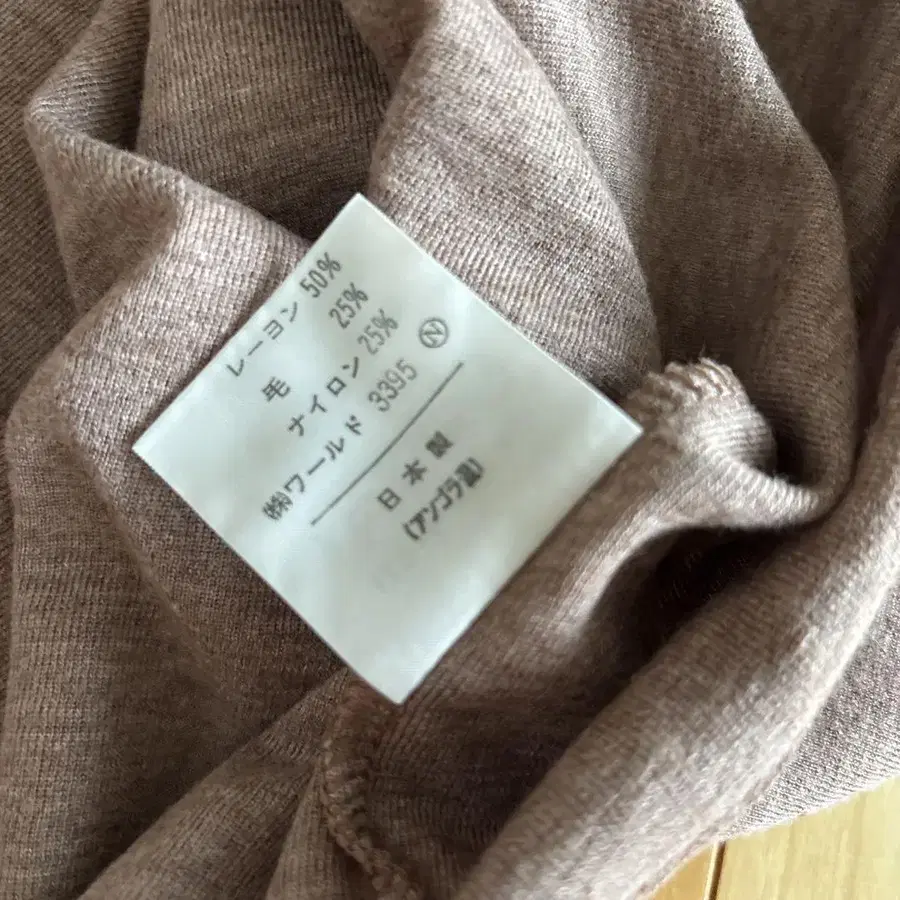 レーヨン 50%
毛 25%
ナイロン 25%
㈱ワールド 3395 Ⓝ
日本製
(アンゴラ混)